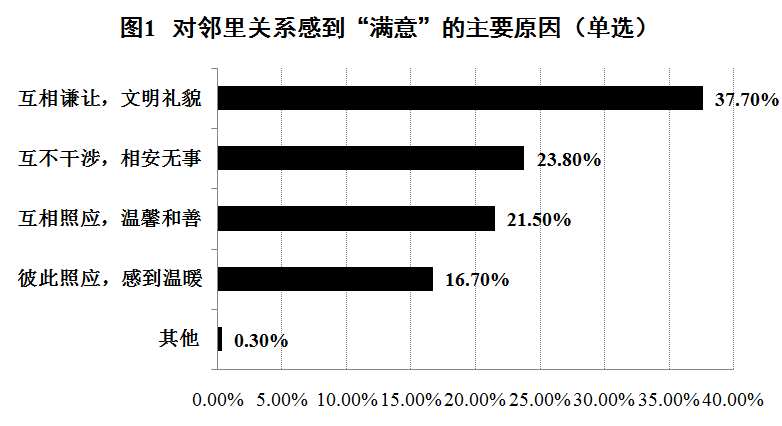 图1 对邻里关系感到“满意”的主要原因（单选）
互相谦让，文明礼貌 37.70%
互不干涉，相安无事 23.80%
互相照应，温馨和善 21.50%
彼此照应，感到温暖 16.70%
其他 0.30%
0.00% 5.00% 10.00% 15.00% 20.00% 25.00% 30.00% 35.00% 40.00%